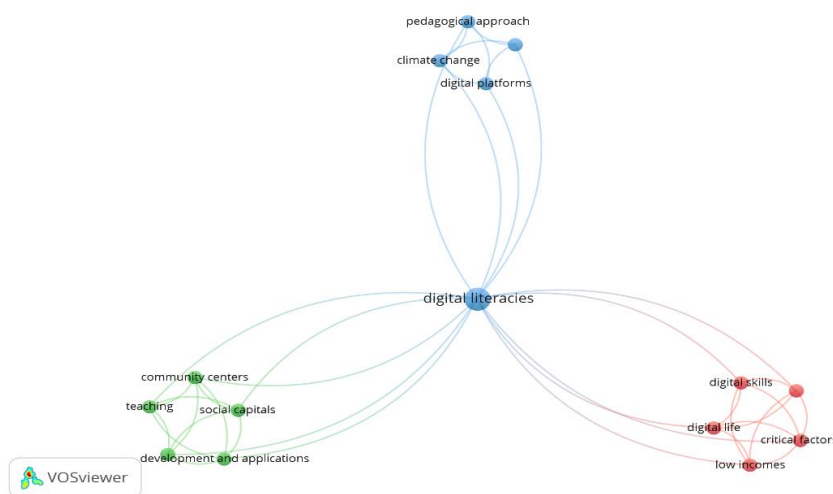 pedagogical approach
climate change
digital platforms
digital literacies
community centers
teaching
social capitals
development and applications
digital skills
digital life
critical factors
low incomes
VOSviewer